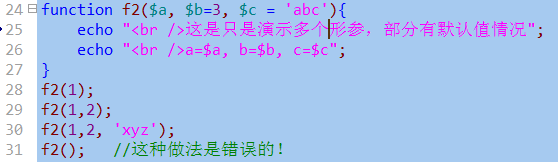 24 function f2($a, $b=3, $c = 'abc'){
25 echo "<br />这是只是演示多个形参，部分有默认值情况";
26 echo "<br />a=$a, b=$b, c=$c";
27 }
28 f2(1);
29 f2(1,2);
30 f2(1,2, 'xyz');
31 f2(); //这种做法是错误的！